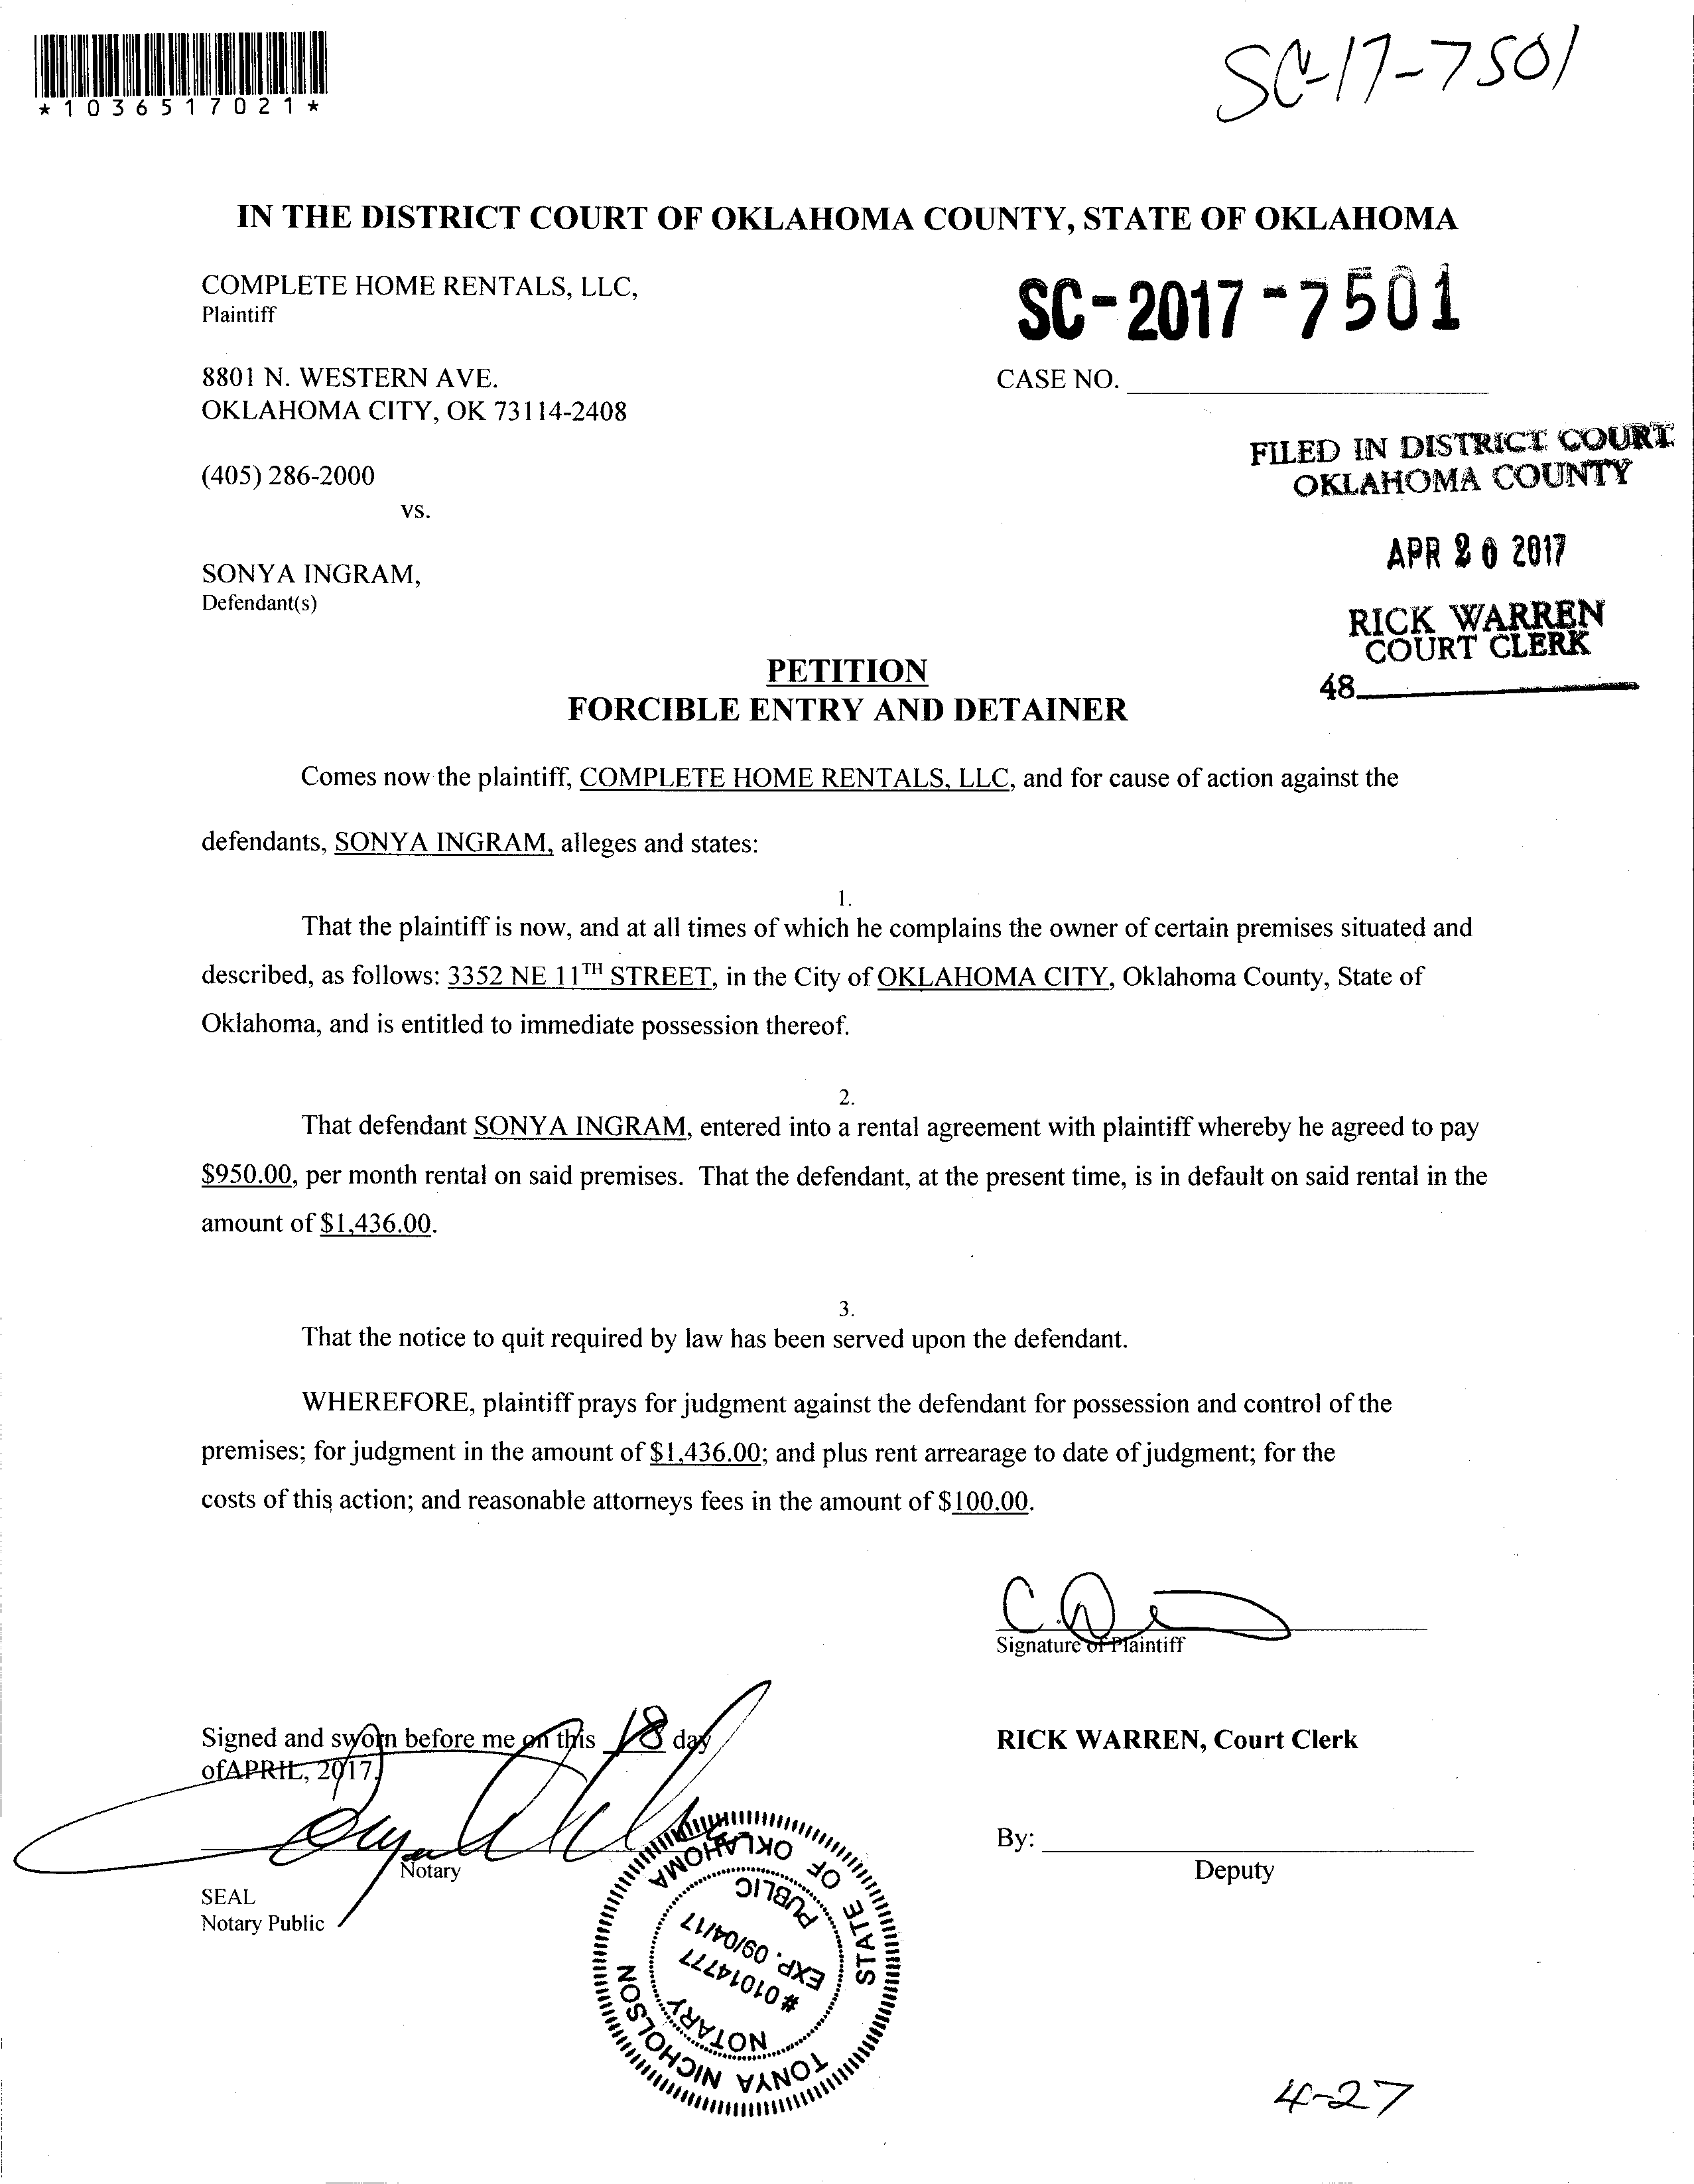 *1036517021*
SC-17-7501
IN THE DISTRICT COURT OF OKLAHOMA COUNTY, STATE OF OKLAHOMA
COMPLETE HOME RENTALS, LLC,
Plaintiff
SC-2017-7501
8801 N. WESTERN AVE.
CASE NO.
OKLAHOMA CITY, OK 73114-2408
FILED IN DISTRICT COURT
OKLAHOMA COUNTY
(405) 286-2000
vs.
APR 20 2017
SONYA INGRAM,
Defendant(s)
RICK WARREN
COURT CLERK
48
PETITION
FORCIBLE ENTRY AND DETAINER
Comes now the plaintiff, COMPLETE HOME RENTALS, LLC, and for cause of action against the
defendants, SONYA INGRAM, alleges and states:
1.
That the plaintiff is now, and at all times of which he complains the owner of certain premises situated and
described, as follows: 3352 NE 11TH STREET, in the City of OKLAHOMA CITY, Oklahoma County, State of
Oklahoma, and is entitled to immediate possession thereof.
2.
That defendant SONYA INGRAM, entered into a rental agreement with plaintiff whereby he agreed to pay
$950.00, per month rental on said premises. That the defendant, at the present time, is in default on said rental in the
amount of $1,436.00.
3.
That the notice to quit required by law has been served upon the defendant.
WHEREFORE, plaintiff prays for judgment against the defendant for possession and control of the
premises; for judgment in the amount of $1,436.00; and plus rent arrearage to date of judgment; for the
costs of this action; and reasonable attorneys fees in the amount of $100.00.
Signature of Plaintiff
Signed and sworn before me on this 18 day
ofAPRIL, 2017.
RICK WARREN, Court Clerk
By:
Deputy
Notary
SEAL
Notary Public
TONYA NICHOLSON
STATE OF OKLAHOMA
NOTARY
# 01014777
EXP. 09/04/17
PUBLIC
4-27